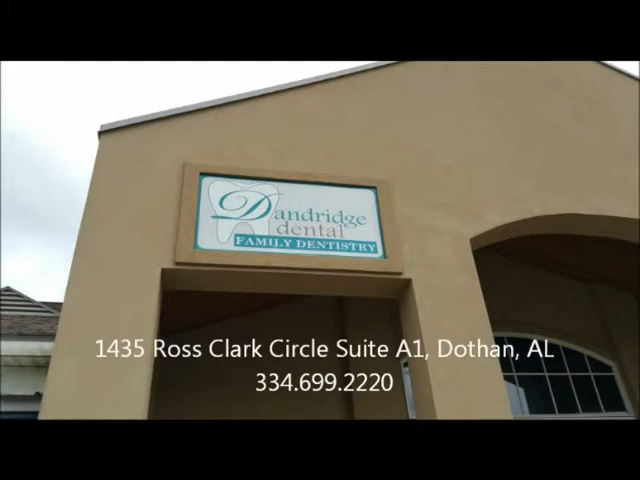 Dandridge
dental
FAMILY DENTISTRY
1435 Ross Clark Circle Suite A1, Dothan, AL
334.699.2220